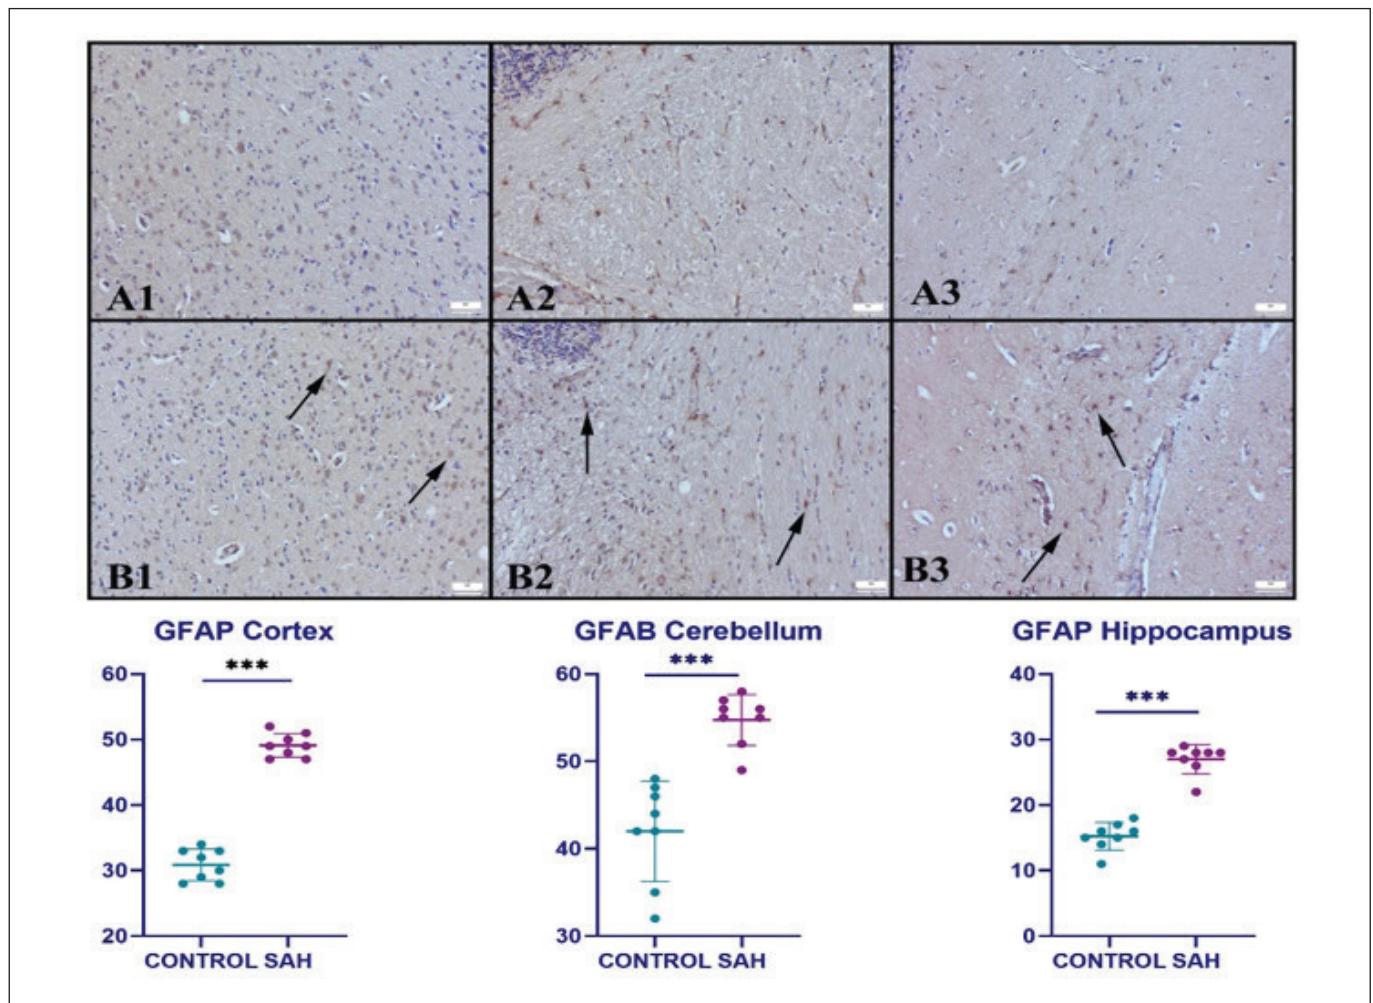 A1
A2
A3
B1
B2
B3
GFAP Cortex
***
60
50
40
30
20
CONTROL SAH
GFAB Cerebellum
***
60
50
40
30
CONTROL SAH
GFAP Hippocampus
***
40
30
20
10
0
CONTROL SAH